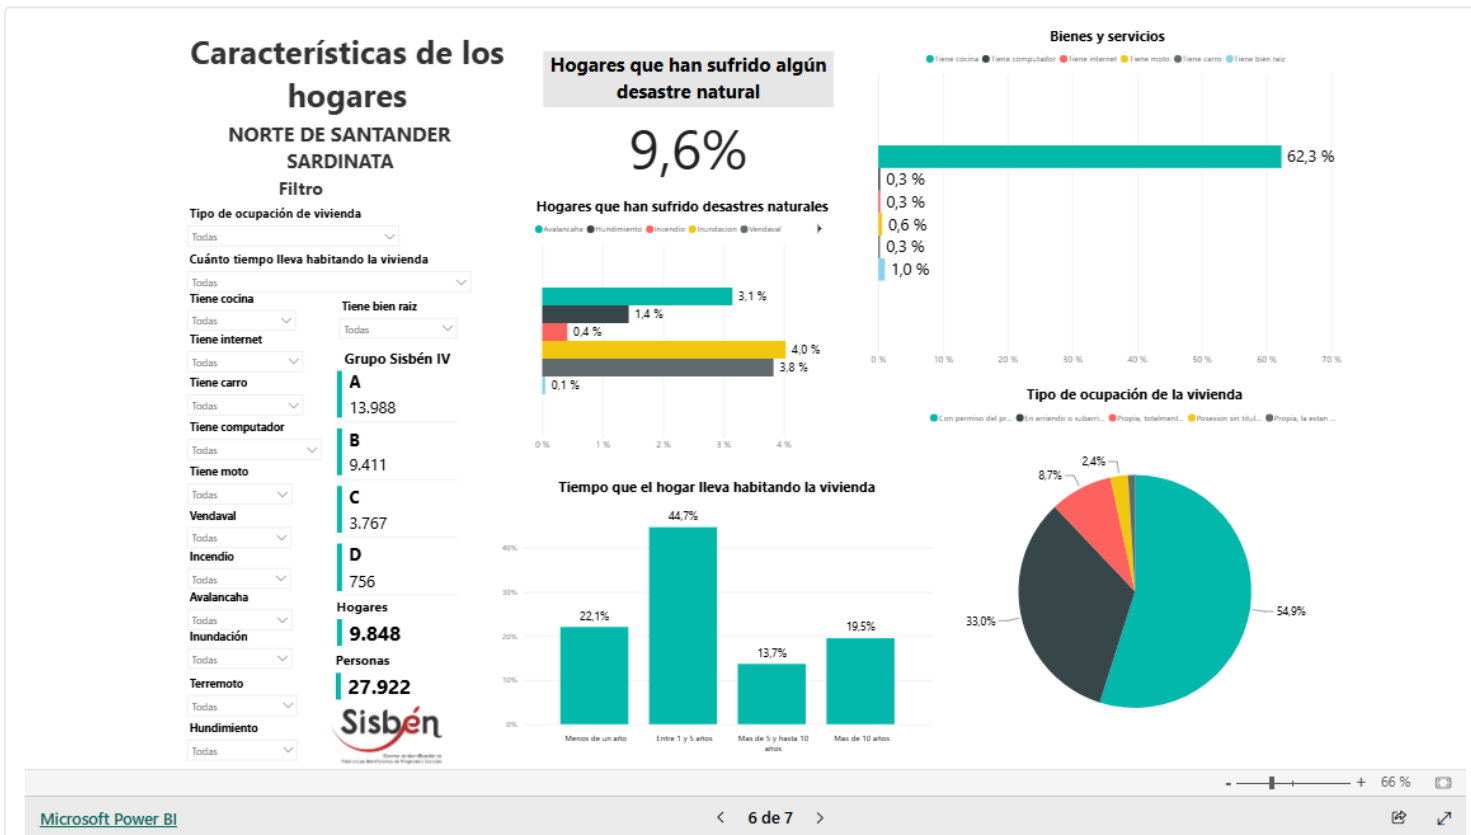 Características de los
hogares
NORTE DE SANTANDER
SARDINATA
Filtro
Tipo de ocupación de vivienda
Todas
Cuánto tiempo lleva habitando la vivienda
Todas
Tiene cocina
Todas
Tiene internet
Todas
Tiene carro
Todas
Tiene computador
Todas
Tiene moto
Todas
Vendaval
Todas
Incendio
Todas
Avalancaha
Todas
Inundación
Todas
Terremoto
Todas
Hundimiento
Todas
Tiene bien raiz
Todas
Grupo Sisbén IV
A
13.988
B
9.411
C
3.767
D
756
Hogares
9.848
Personas
27.922
Sisbén
Hogares que han sufrido algún
desastre natural
9,6%
Hogares que han sufrido desastres naturales
Avalancaha Hundimiento Incendio Inundacion Vendaval
3,1 %
1,4 %
0,4 %
4,0 %
3,8 %
0,1 %
0 % 1 % 2 % 3 % 4 %
Tiempo que el hogar lleva habitando la vivienda
40%
30%
20%
10%
0%
22,1%
44,7%
13,7%
19,5%
Menos de un año Entre 1 y 5 años Mas de 5 y hasta 10 años Mas de 10 años
Bienes y servicios
Tiene cocina Tiene computador Tiene internet Tiene moto Tiene carro Tiene bien raiz
62,3 %
0,3 %
0,3 %
0,6 %
0,3 %
1,0 %
0 % 10 % 20 % 30 % 40 % 50 % 60 % 70 %
Tipo de ocupación de la vivienda
Con permiso del pr... En arriendo o subarri... Propia, totalment... Posesion sin titul... Propia, la estan ...
2,4%
8,7%
33,0%
54,9%
- + 66 %
Microsoft Power BI
6 de 7